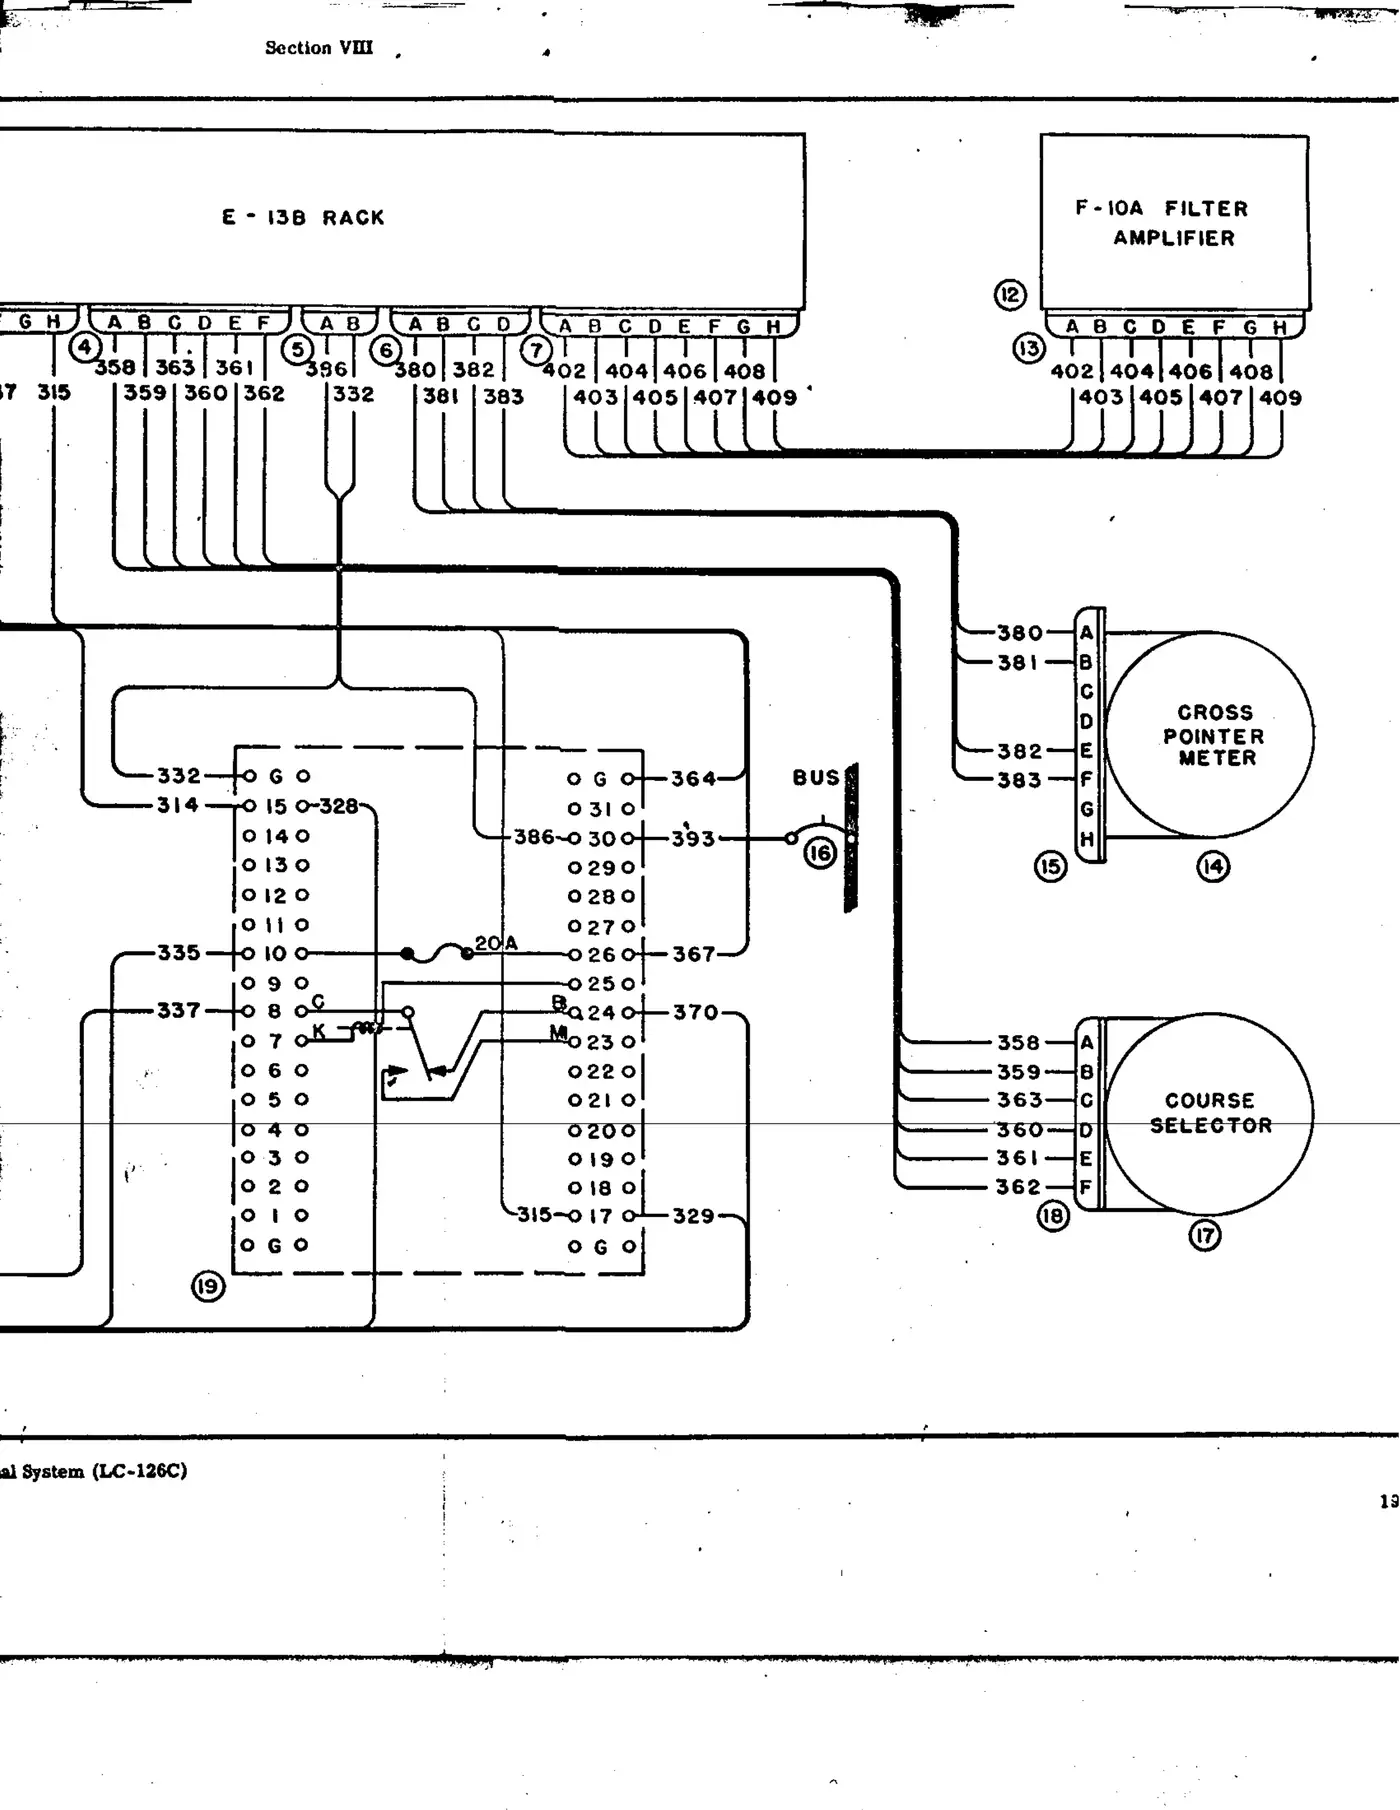 Section VIII
E - 13B RACK
F-10A FILTER
AMPLIFIER
12
G H A B C D E F A B A B C D A B C D E F G H
A B C D E F G H
4 5 6 7 13
358 363 361 386 380 382 402 404 406 408
402 404 406 408
315 359 360 362 332 381 383 403 405 407 409
403 405 407 409
380 A
381 B
C
D
382 E
383 F
G
H
CROSS
POINTER
METER
15 14
332 G
314 15 328
14
13
12
11
335 10 20A
9
337 8 C
7 K
6
5
4
3
2
1
G
G 364
31
386 30 393
29
28
27
26 367
25
B 24 370
M 23
22
21
20
19
18
315 17 329
G
BUS
16
358 A
359 B
363 C
360 D
361 E
362 F
COURSE
SELECTOR
18 17
19
al System (LC-126C)